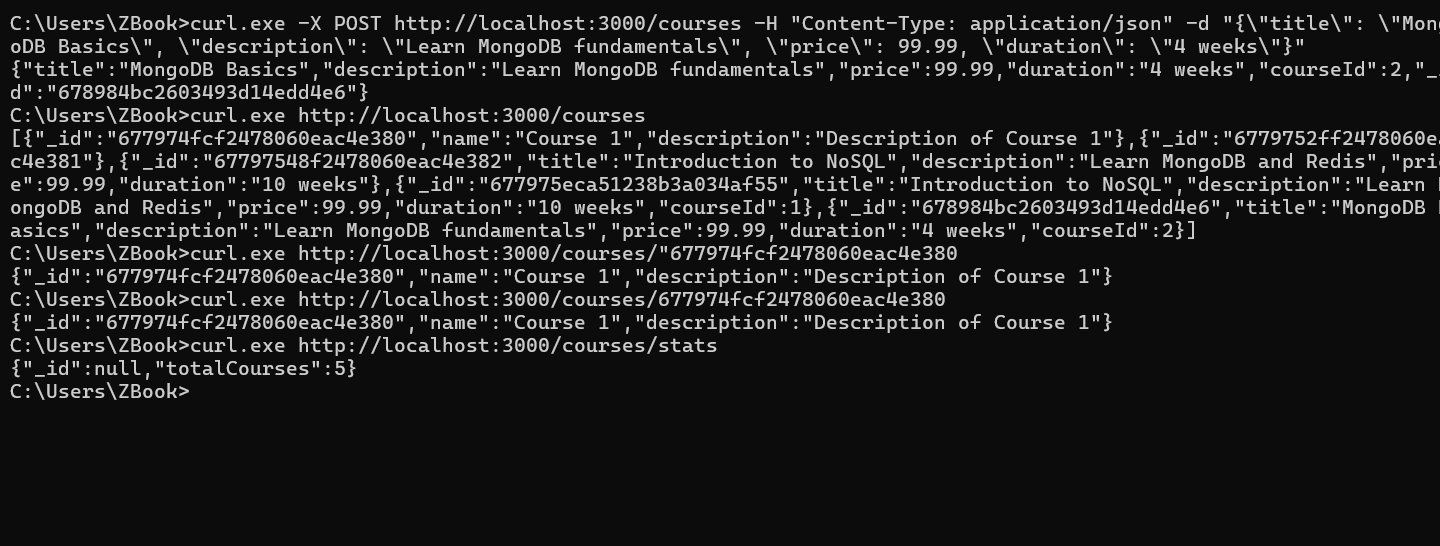 C:\Users\ZBook>curl.exe -X POST http://localhost:3000/courses -H "Content-Type: application/json" -d "{\"title\": \"Mong
oDB Basics\", \"description\": \"Learn MongoDB fundamentals\", \"price\": 99.99, \"duration\": \"4 weeks\"}"
{"title":"MongoDB Basics","description":"Learn MongoDB fundamentals","price":99.99,"duration":"4 weeks","courseId":2,"_
d":"678984bc2603493d14edd4e6"}
C:\Users\ZBook>curl.exe http://localhost:3000/courses
[{"_id":"677974fcf2478060eac4e380","name":"Course 1","description":"Description of Course 1"},{"_id":"6779752ff2478060e
c4e381"},{"_id":"67797548f2478060eac4e382","title":"Introduction to NoSQL","description":"Learn MongoDB and Redis","pri
e":99.99,"duration":"10 weeks"},{"_id":"677975eca51238b3a034af55","title":"Introduction to NoSQL","description":"Learn
ongoDB and Redis","price":99.99,"duration":"10 weeks","courseId":1},{"_id":"678984bc2603493d14edd4e6","title":"MongoDB
asics","description":"Learn MongoDB fundamentals","price":99.99,"duration":"4 weeks","courseId":2}]
C:\Users\ZBook>curl.exe http://localhost:3000/courses/"677974fcf2478060eac4e380
{"_id":"677974fcf2478060eac4e380","name":"Course 1","description":"Description of Course 1"}
C:\Users\ZBook>curl.exe http://localhost:3000/courses/677974fcf2478060eac4e380
{"_id":"677974fcf2478060eac4e380","name":"Course 1","description":"Description of Course 1"}
C:\Users\ZBook>curl.exe http://localhost:3000/courses/stats
{"_id":null,"totalCourses":5}
C:\Users\ZBook>